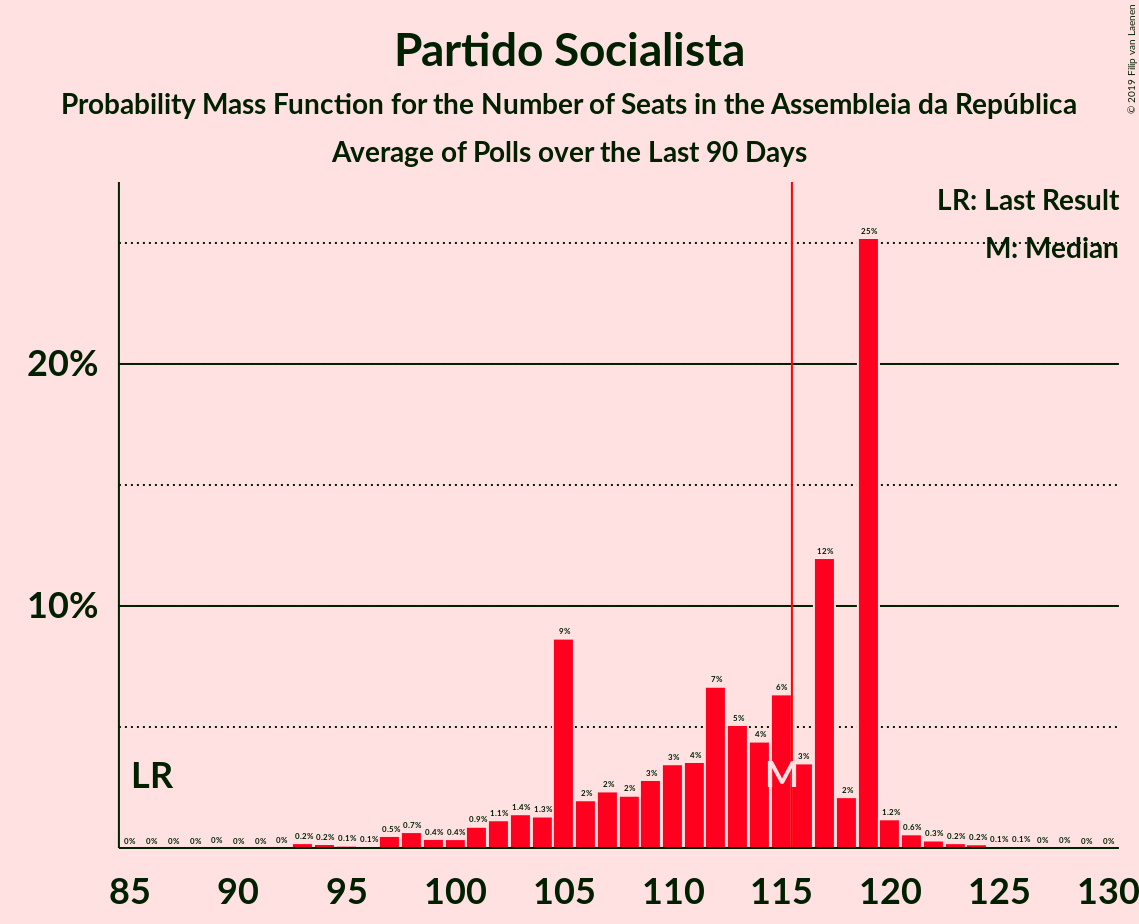 Partido Socialista
Probability Mass Function for the Number of Seats in the Assembleia da República
Average of Polls over the Last 90 Days
© 2019 Filip van Laenen
LR: Last Result
M: Median
20%
10%
0% 0% 0% 0% 0% 0% 0% 0% 0.2% 0.2% 0.1% 0.1% 0.5% 0.7% 0.4% 0.4% 0.9% 1.1% 1.4% 1.3% 9% 2% 2% 2% 3% 3% 4% 7% 5% 4% 6% 3% 12% 2% 25% 1.2% 0.6% 0.3% 0.2% 0.2% 0.1% 0.1% 0% 0% 0% 0%
LR
M
85 90 95 100 105 110 115 120 125 130